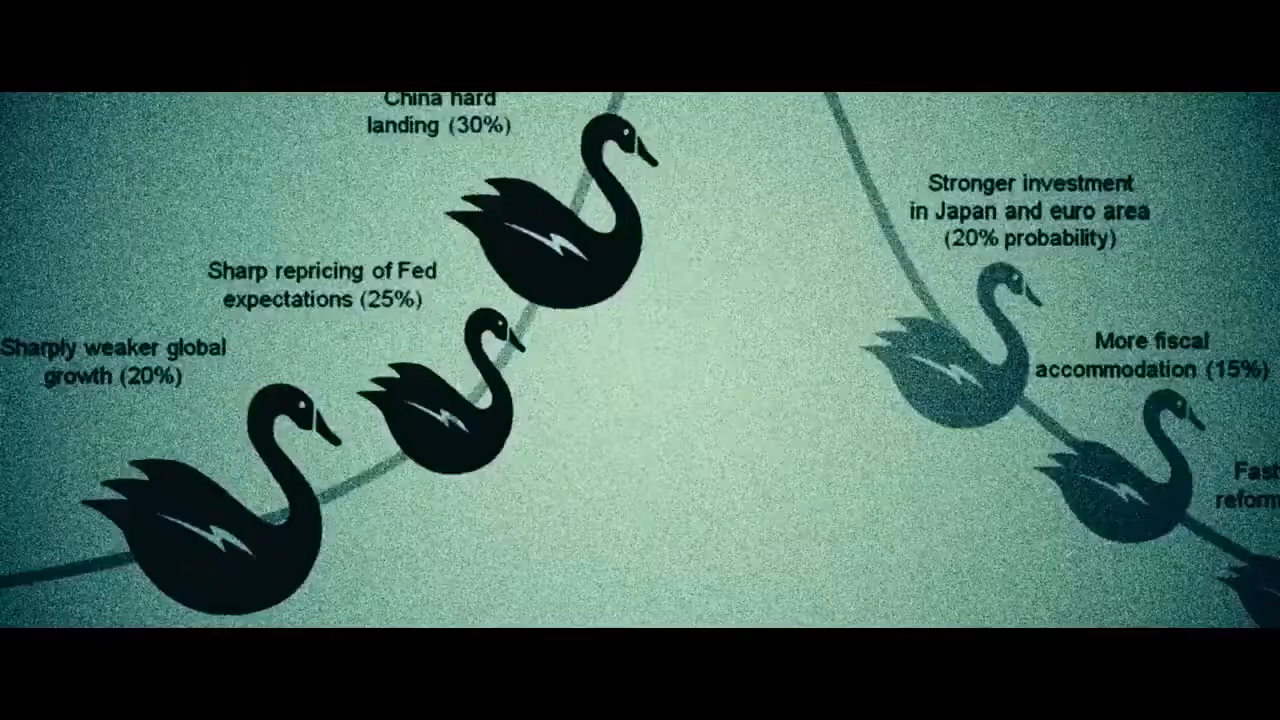 China hard
landing (30%)
Stronger investment
in Japan and euro area
(20% probability)
Sharp repricing of Fed
expectations (25%)
Sharply weaker global
growth (20%)
More fiscal
accommodation (15%)